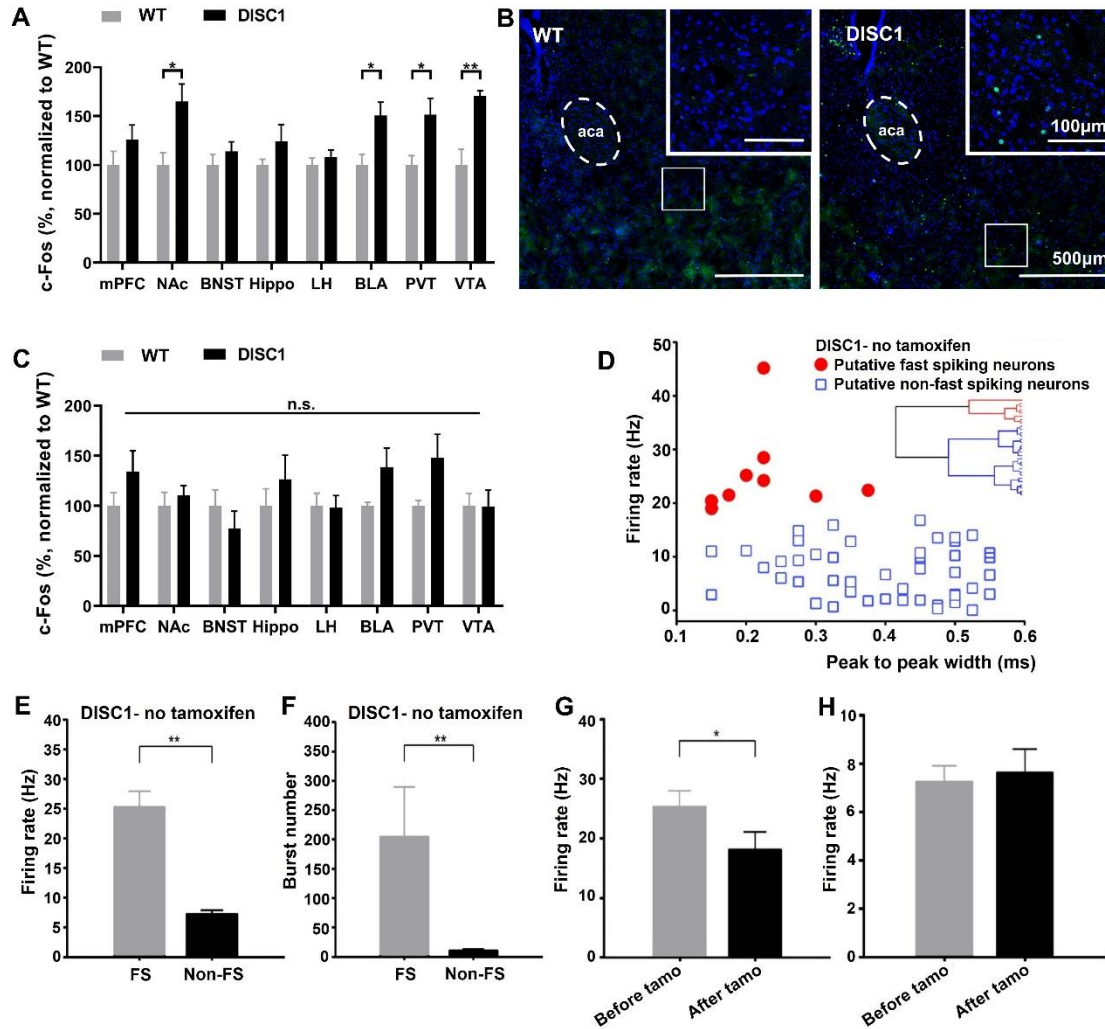 A
WT DISC1
c-Fos (%, normalized to WT)
200
150
100
50
0
* * * **
mPFC NAc BNST Hippo LH BLA PVT VTA
B
WT
aca
DISC1
aca
100μm
500μm
C
WT DISC1
c-Fos (%, normalized to WT)
200
150
100
50
0
n.s.
mPFC NAc BNST Hippo LH BLA PVT VTA
D
DISC1- no tamoxifen
Putative fast spiking neurons
Putative non-fast spiking neurons
Firing rate (Hz)
50
40
30
20
10
0
0.1 0.2 0.3 0.4 0.5 0.6
Peak to peak width (ms)
E
DISC1- no tamoxifen
**
Firing rate (Hz)
40
35
30
25
20
15
10
5
0
FS Non-FS
F
DISC1- no tamoxifen
**
Burst number
400
350
300
250
200
150
100
50
0
FS Non-FS
G
*
Firing rate (Hz)
40
30
20
10
0
Before tamo After tamo
H
Firing rate (Hz)
10
8
6
4
2
0
Before tamo After tamo